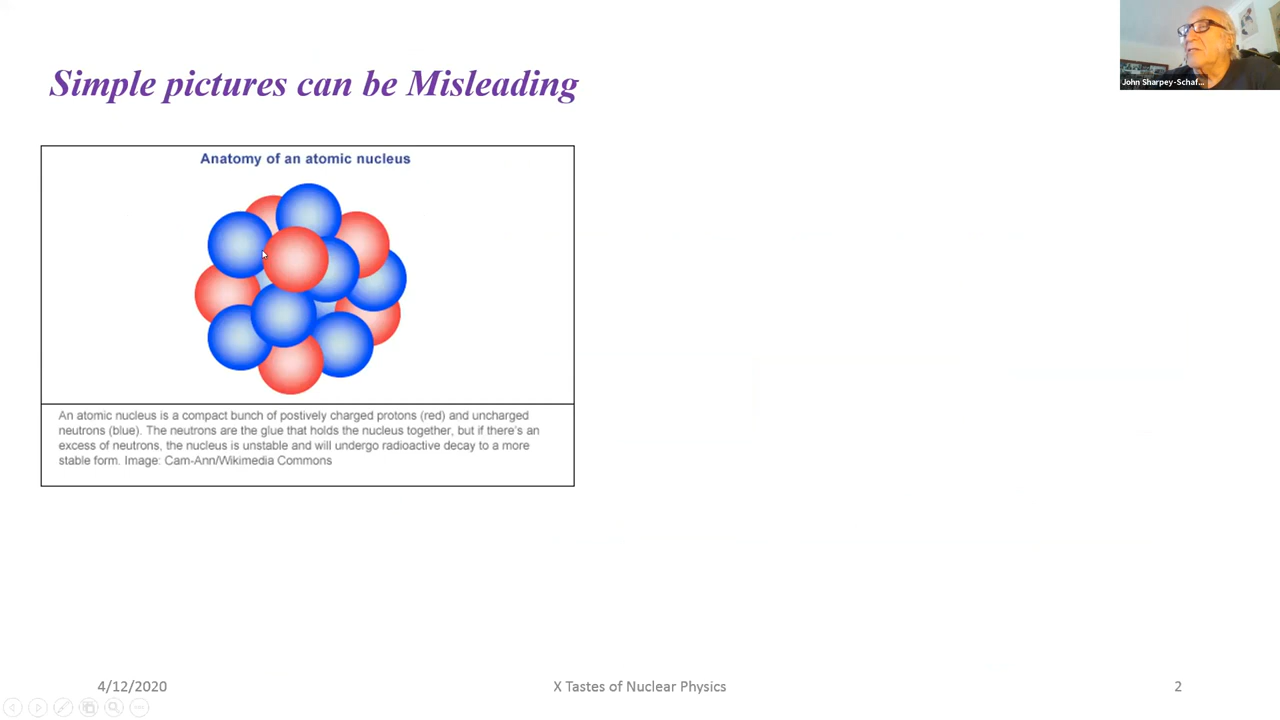 Simple pictures can be Misleading
John Sharpey-Schaf...
Anatomy of an atomic nucleus
An atomic nucleus is a compact bunch of postively charged protons (red) and uncharged
neutrons (blue). The neutrons are the glue that holds the nucleus together, but if there's an
excess of neutrons, the nucleus is unstable and will undergo radioactive decay to a more
stable form. Image: Cam-Ann/Wikimedia Commons
4/12/2020
X Tastes of Nuclear Physics
2